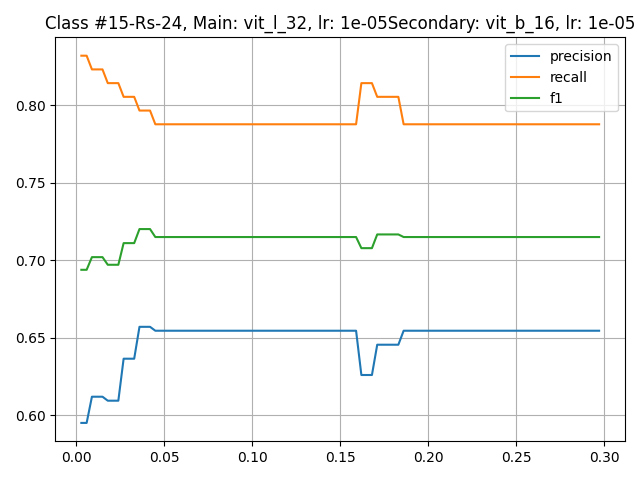 Class #15-Rs-24, Main: vit_l_32, lr: 1e-05Secondary: vit_b_16, lr: 1e-05
precision
recall
f1
0.80
0.75
0.70
0.65
0.60
0.00 0.05 0.10 0.15 0.20 0.25 0.30